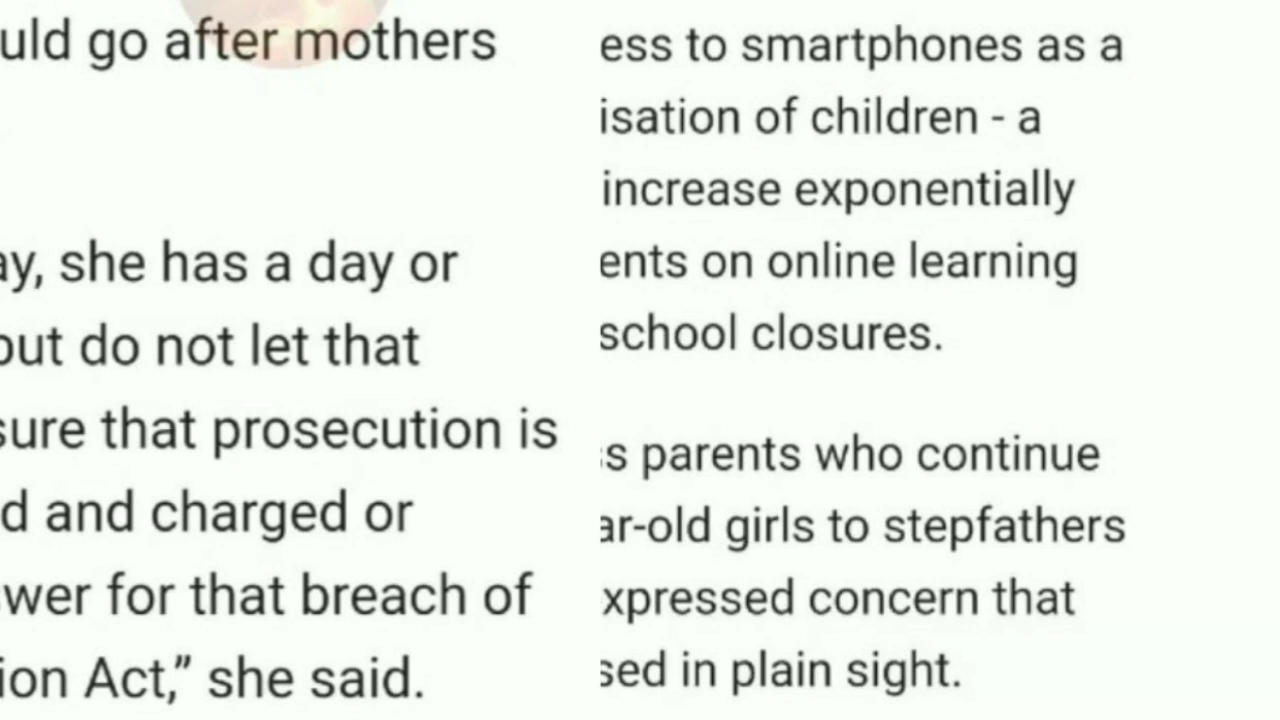 uld go after mothers
ay, she has a day or
but do not let that
sure that prosecution is
d and charged or
swer for that breach of
ion Act,” she said.
ess to smartphones as a
isation of children - a
increase exponentially
ents on online learning
school closures.
s parents who continue
ar-old girls to stepfathers
xpressed concern that
sed in plain sight.